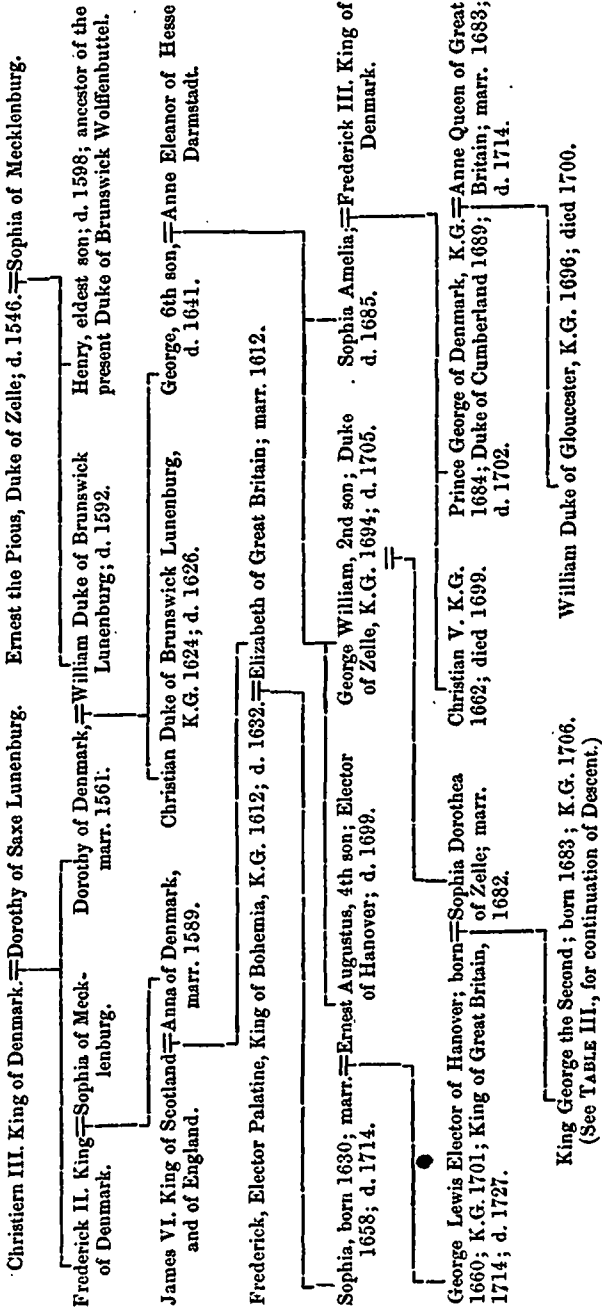 Christiern III. King of Denmark.=Dorothy of Saxe Lunenburg.
Ernest the Pious, Duke of Zelle; d. 1546.=Sophia of Mecklenburg.
Frederick II. King=Sophia of Meck-
of Denmark.
lenburg.
Dorothy of Denmark,=William Duke of Brunswick
marr. 1561.
Lunenburg; d. 1592.
Henry, eldest son; d. 1598; ancestor of the
present Duke of Brunswick Wolffenbuttel.
James VI. King of Scotland=Anna of Denmark,
and of England.
marr. 1589.
Christian Duke of Brunswick Lunenburg,
K.G. 1624; d. 1626.
George, 6th son,=Anne Eleanor of Hesse
d. 1641.
Darmstadt.
Frederick, Elector Palatine, King of Bohemia, K.G. 1612; d. 1632.=Elizabeth of Great Britain; marr. 1612.
Sophia, born 1630; marr.=Ernest Augustus, 4th son; Elector
1658; d. 1714.
of Hanover; d. 1699.
George William, 2nd son; Duke
of Zelle, K.G. 1694; d. 1705.
Sophia Amelia;=Frederick III. King of
d. 1685.
Denmark.
George Lewis Elector of Hanover; born=Sophia Dorothea
1660; K.G. 1701; King of Great Britain,
of Zelle; marr.
1714; d. 1727.
1682.
Christian V. K.G.
1662; died 1699.
Prince George of Denmark, K.G.=Anne Queen of Great
1684; Duke of Cumberland 1689;
Britain; marr. 1683;
d. 1702.
d. 1714.
King George the Second; born 1683; K.G. 1706.
(See TABLE III., for continuation of Descent.)
William Duke of Gloucester, K.G. 1696; died 1700.